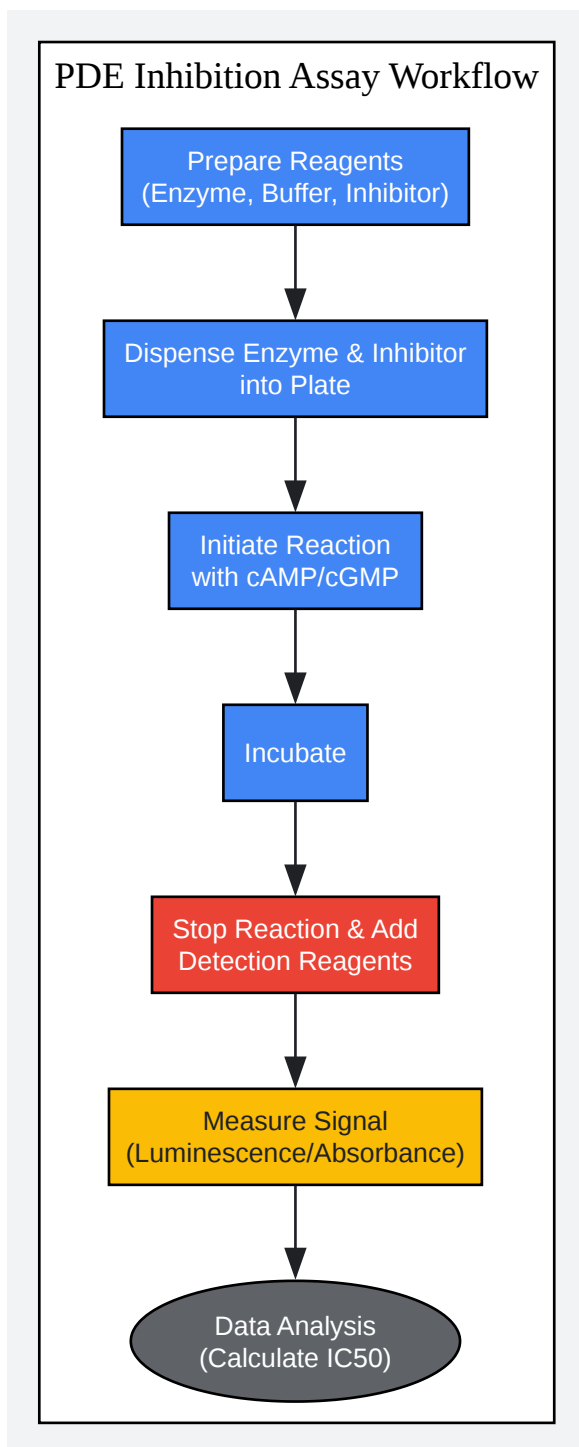 PDE Inhibition Assay Workflow
Prepare Reagents
(Enzyme, Buffer, Inhibitor)
Dispense Enzyme & Inhibitor
into Plate
Initiate Reaction
with cAMP/cGMP
Incubate
Stop Reaction & Add
Detection Reagents
Measure Signal
(Luminescence/Absorbance)
Data Analysis
(Calculate IC50)